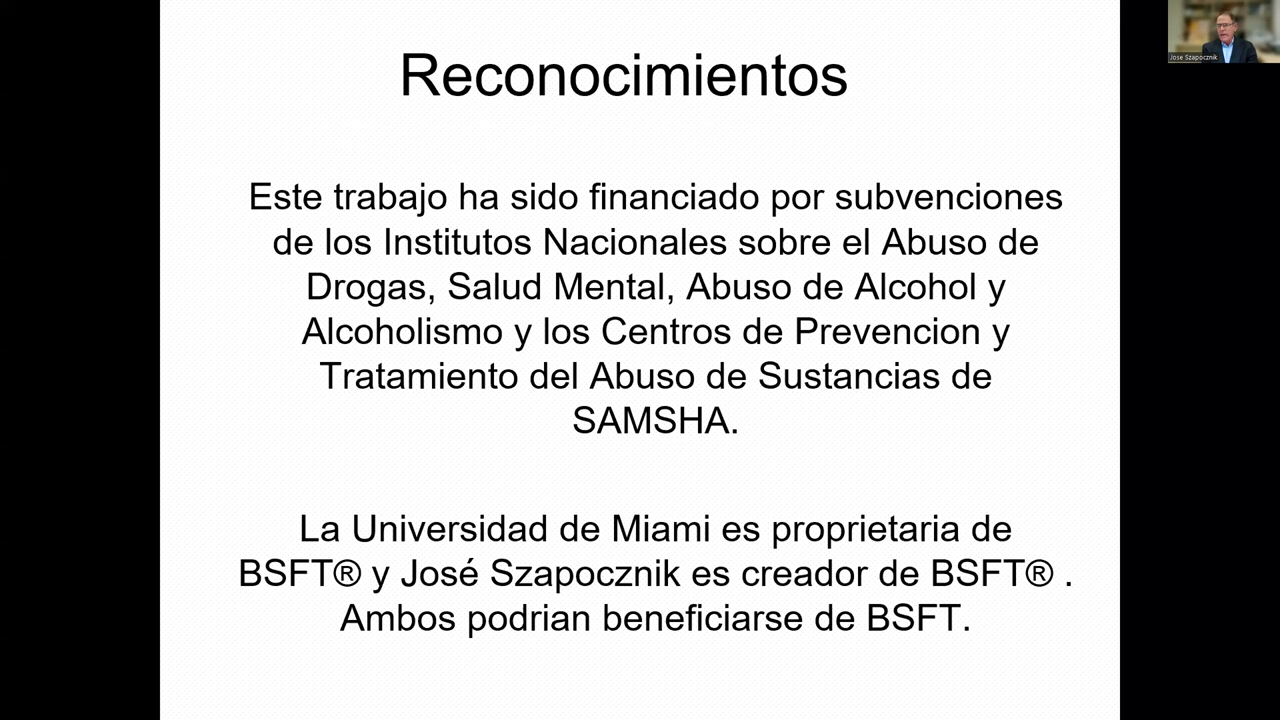 Reconocimientos
Jose Szapocznik
Este trabajo ha sido financiado por subvenciones
de los Institutos Nacionales sobre el Abuso de
Drogas, Salud Mental, Abuso de Alcohol y
Alcoholismo y los Centros de Prevencion y
Tratamiento del Abuso de Sustancias de
SAMSHA.
La Universidad de Miami es proprietaria de
BSFT® y José Szapocznik es creador de BSFT® .
Ambos podrian beneficiarse de BSFT.